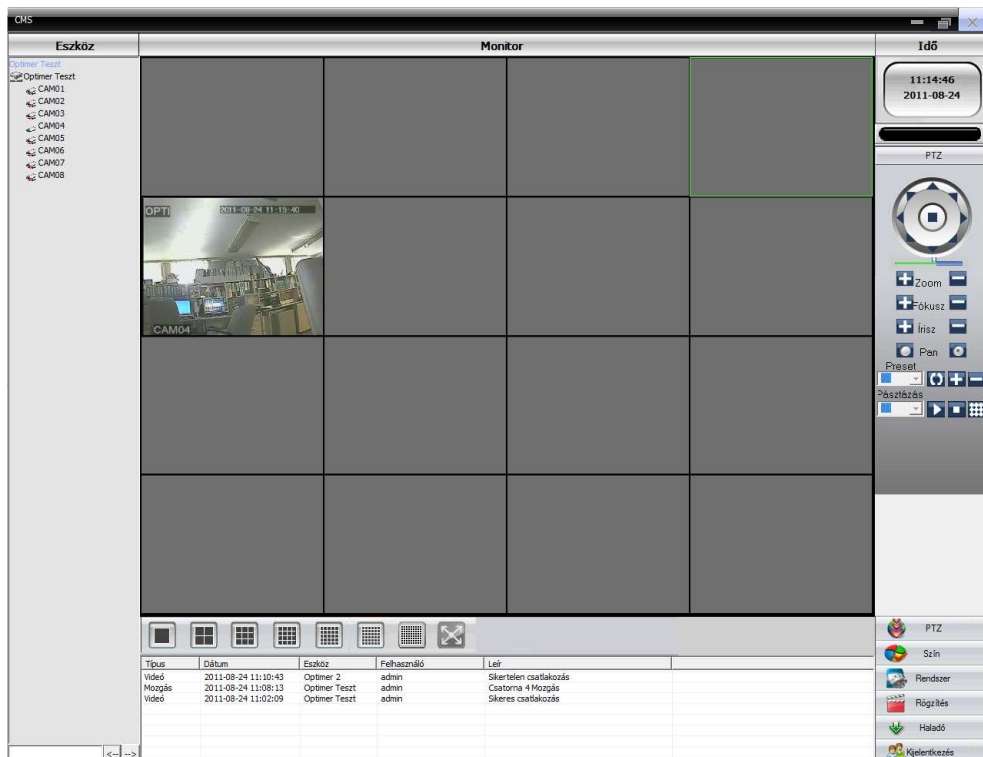 CMS
Eszköz
Monitor
Idő
Optimer Teszt
Optimer Teszt
CAM01
CAM02
CAM03
CAM04
CAM05
CAM06
CAM07
CAM08
OPTI
2011-08-24 11:15:40
CAM04
11:14:46
2011-08-24
PTZ
Zoom
Fókusz
Írisz
Pan
Preset
Pásztázás
PTZ
Szín
Rendszer
Rögzítés
Haladó
Kijelentkezés
Típus Dátum Eszköz Felhasználó Leír
Videó 2011-08-24 11:10:43 Optimer 2 admin Sikertelen csatlakozás
Mozgás 2011-08-24 11:08:13 Optimer Teszt admin Csatorna 4 Mozgás
Videó 2011-08-24 11:02:09 Optimer Teszt admin Sikeres csatlakozás
<-- -->